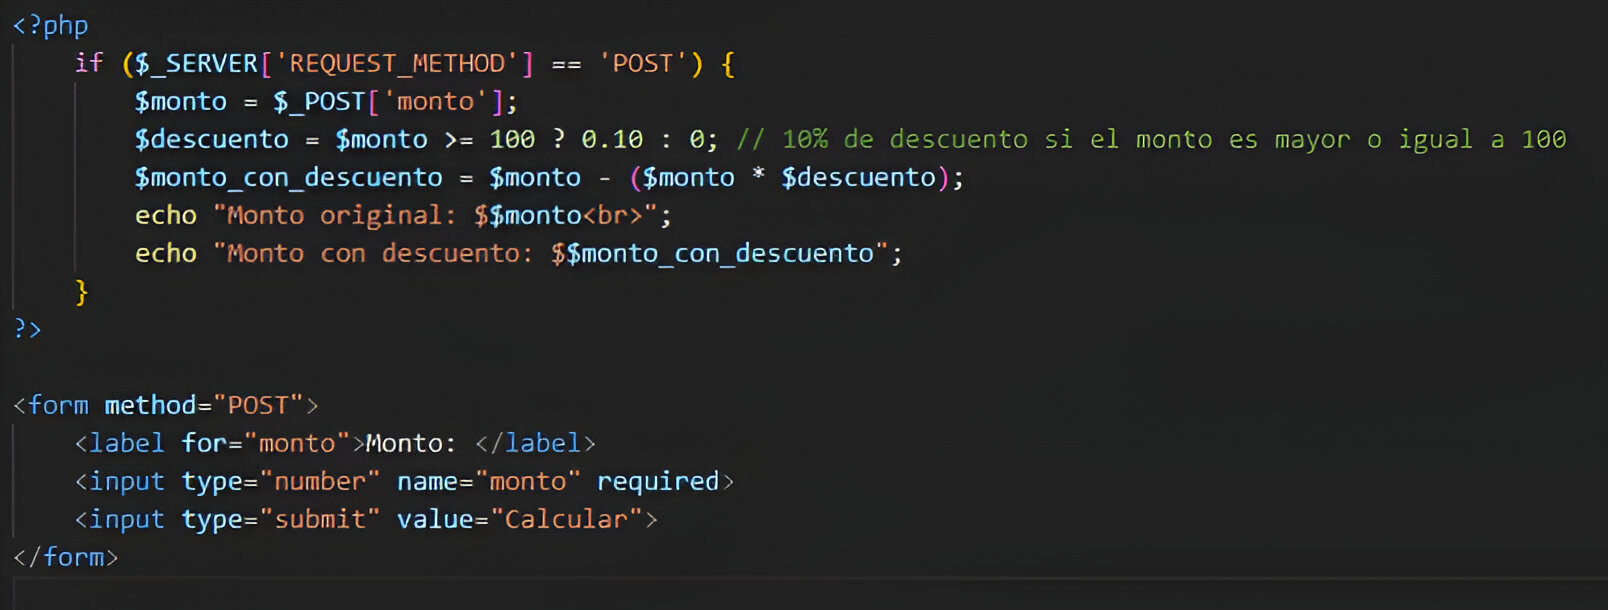 <?php
if ($_SERVER['REQUEST_METHOD'] == 'POST') {
$monto = $_POST['monto'];
$descuento = $monto >= 100 ? 0.10 : 0; // 10% de descuento si el monto es mayor o igual a 100
$monto_con_descuento = $monto - ($monto * $descuento);
echo "Monto original: $$monto<br>";
echo "Monto con descuento: $$monto_con_descuento";
}
?>
<form method="POST">
<label for="monto">Monto: </label>
<input type="number" name="monto" required>
<input type="submit" value="Calcular">
</form>